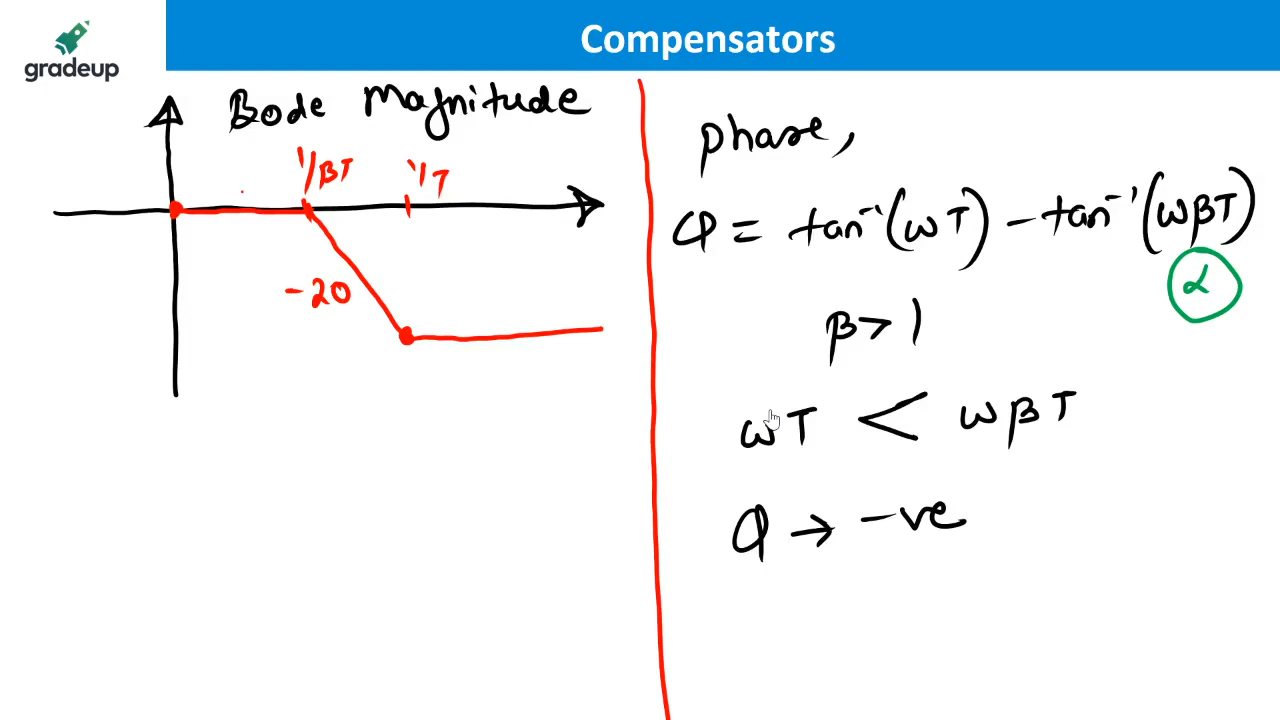 Compensators
gradeup
Bode Magnitude
1/βT
1/T
-20
phase,
φ = tan⁻¹(ωT) - tan⁻¹(ωβT)
α
β > 1
ωT < ωβT
φ → -ve